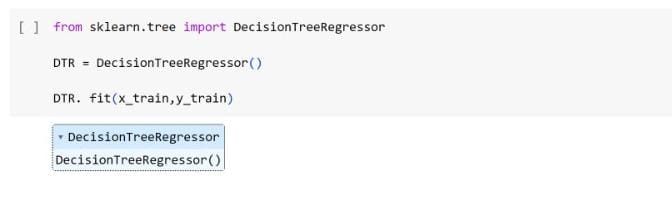 [ ] from sklearn.tree import DecisionTreeRegressor
DTR = DecisionTreeRegressor()
DTR. fit(x_train,y_train)
▾ DecisionTreeRegressor
DecisionTreeRegressor()